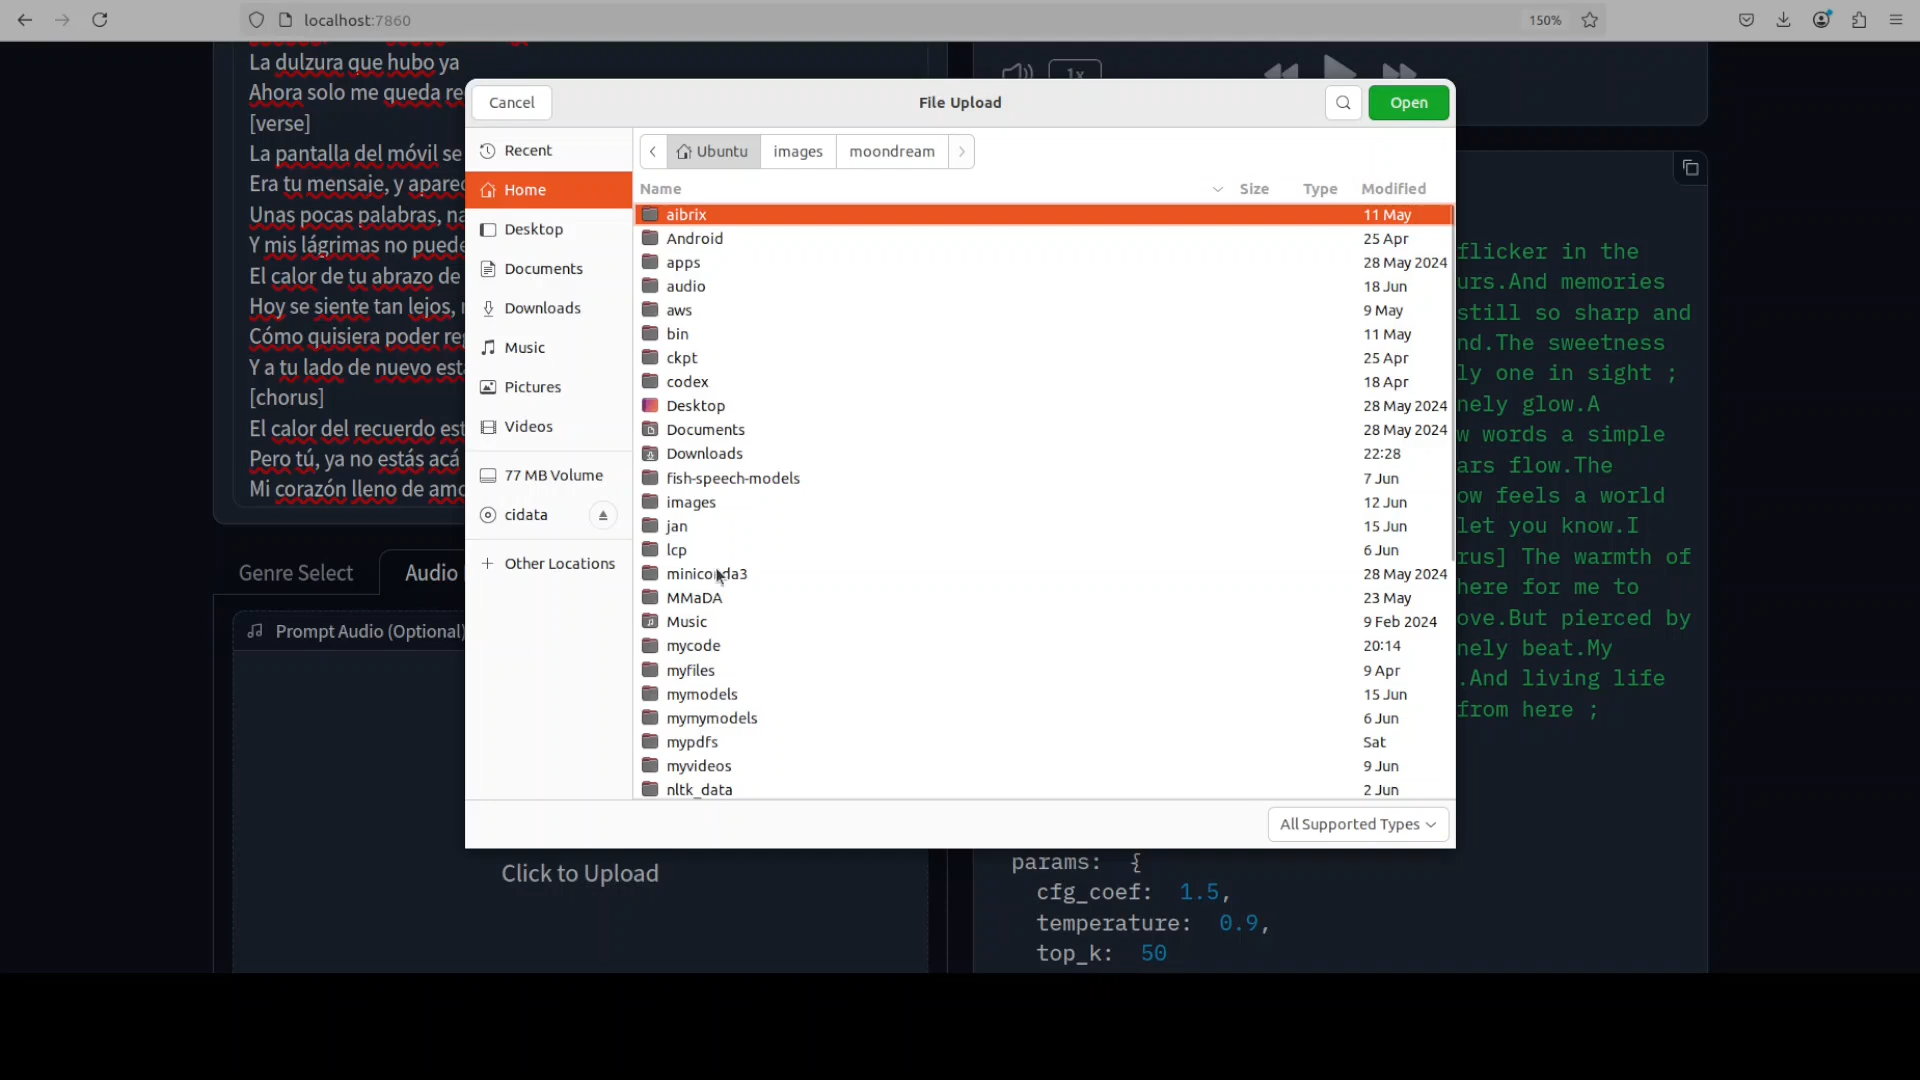 localhost:7860
150%
La dulzura que hubo ya
Ahora solo me queda re
[verse]
La pantalla del móvil se
Era tu mensaje, y aparec
Unas pocas palabras, na
Y mis lágrimas no puede
El calor de tu abrazo de
Hoy se siente tan lejos,
Cómo quisiera poder re
Y a tu lado de nuevo est
[chorus]
El calor del recuerdo est
Pero tú, ya no estás acá
Mi corazón lleno de amo
Genre Select
Audio
Prompt Audio (Optional)
Click to Upload
1x
Cancel
File Upload
Open
Recent
Home
Desktop
Documents
Downloads
Music
Pictures
Videos
77 MB Volume
cidata
Other Locations
Ubuntu
images
moondream
Name
Size
Type
Modified
aibrix 11 May
Android 25 Apr
apps 28 May 2024
audio 18 Jun
aws 9 May
bin 11 May
ckpt 25 Apr
codex 18 Apr
Desktop 28 May 2024
Documents 28 May 2024
Downloads 22:28
fish-speech-models 7 Jun
images 12 Jun
jan 15 Jun
lcp 6 Jun
miniconda3 28 May 2024
MMaDA 23 May
Music 9 Feb 2024
mycode 20:14
myfiles 9 Apr
mymodels 15 Jun
mymymodels 6 Jun
mypdfs Sat
myvideos 9 Jun
nltk_data 2 Jun
All Supported Types
flicker in the
urs.And memories
still so sharp and
nd.The sweetness
ly one in sight ;
nely glow.A
w words a simple
ars flow.The
ow feels a world
let you know.I
rus] The warmth of
here for me to
ove.But pierced by
nely beat.My
.And living life
from here ;
params: {
cfg_coef: 1.5,
temperature: 0.9,
top_k: 50